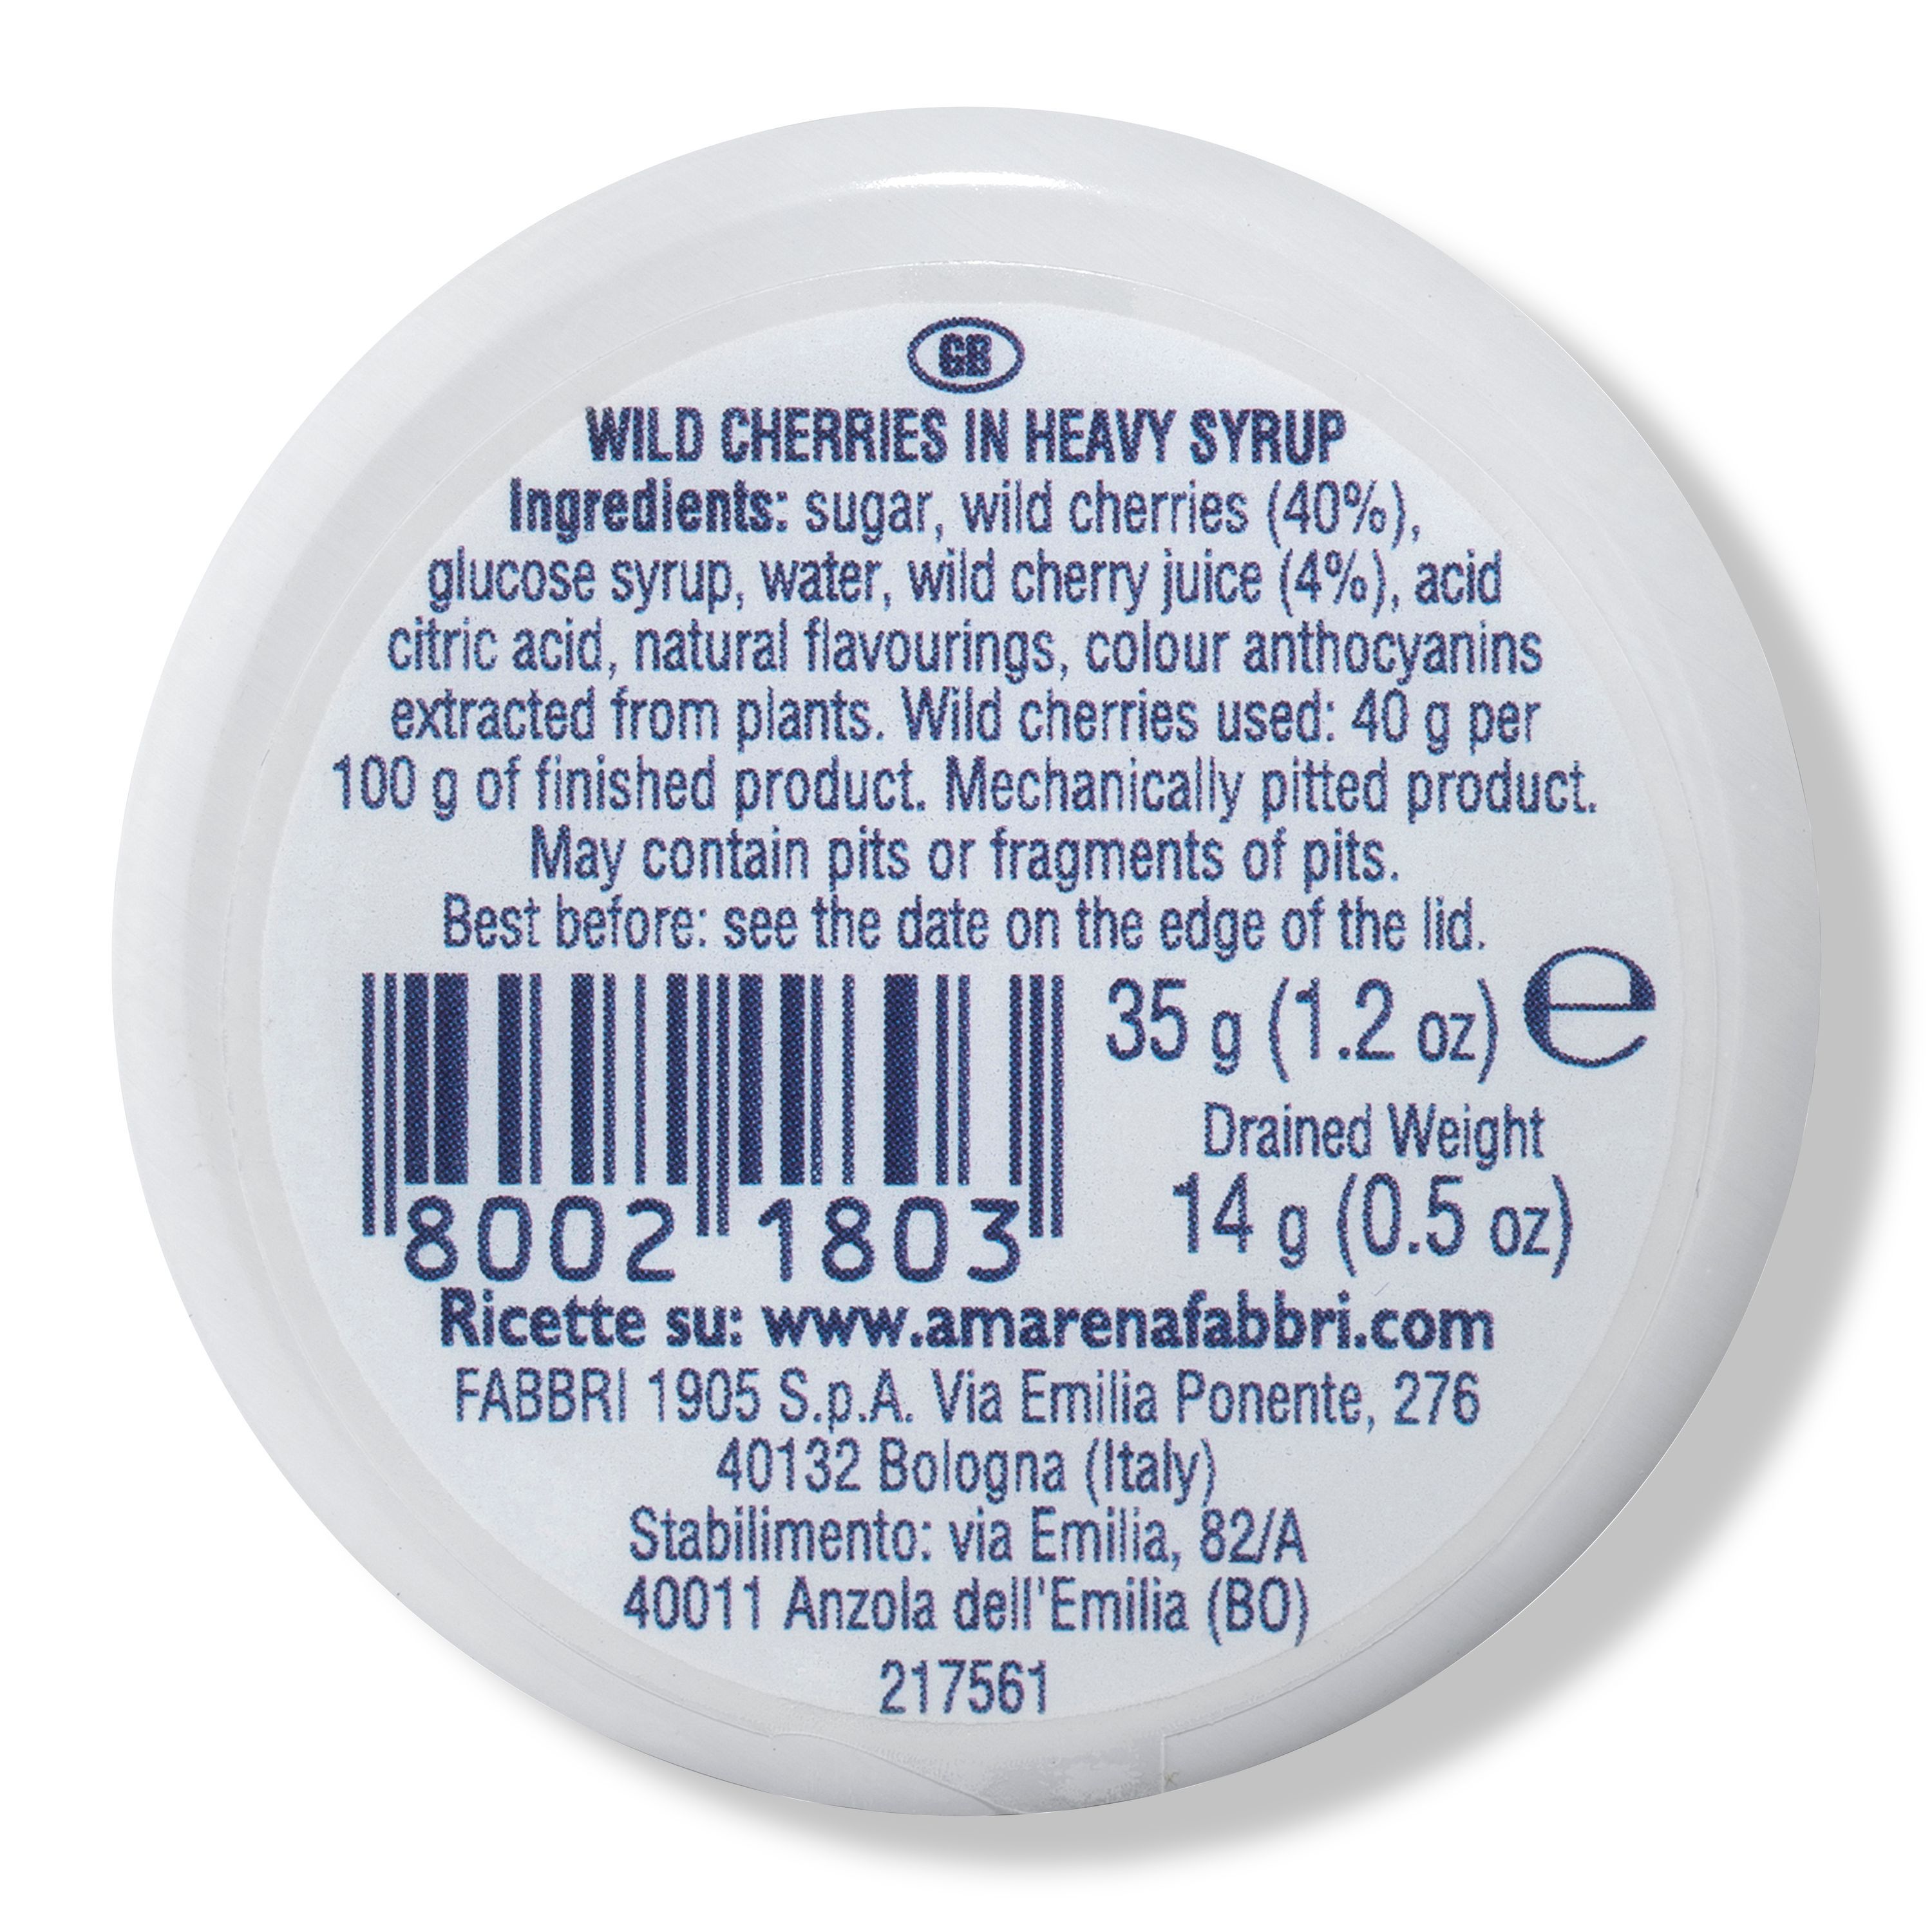 GB
WILD CHERRIES IN HEAVY SYRUP
Ingredients: sugar, wild cherries (40%),
glucose syrup, water, wild cherry juice (4%), acid
citric acid, natural flavourings, colour anthocyanins
extracted from plants. Wild cherries used: 40 g per
100 g of finished product. Mechanically pitted product.
May contain pits or fragments of pits.
Best before: see the date on the edge of the lid.
35 g (1.2 oz) e
Drained Weight
14 g (0.5 oz)
8002 1803
Ricette su: www.amarenafabbri.com
FABBRI 1905 S.p.A. Via Emilia Ponente, 276
40132 Bologna (Italy)
Stabilimento: via Emilia, 82/A
40011 Anzola dell'Emilia (BO)
217561